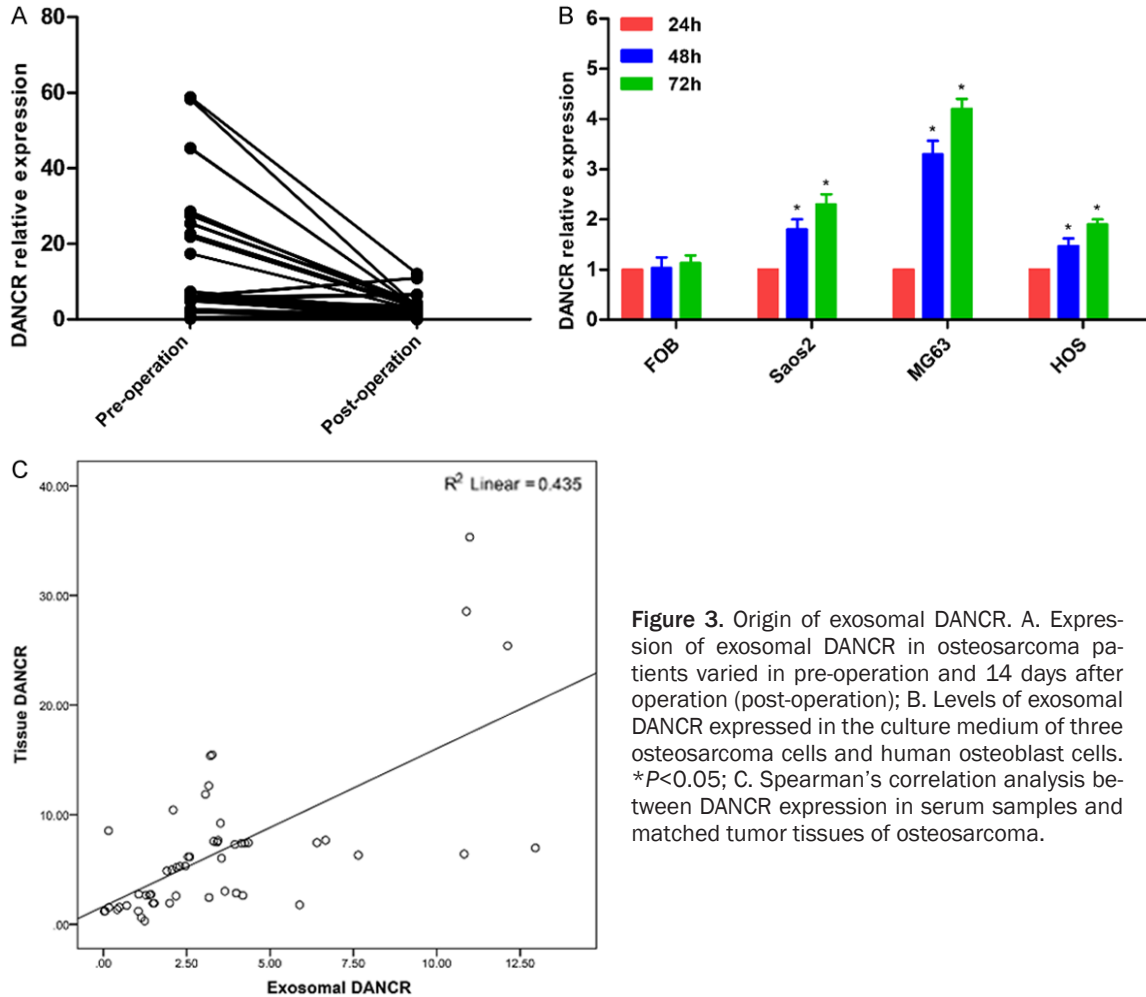 A
DANCR relative expression
80
60
40
20
0
Pre-operation
Post-operation
B
DANCR relative expression
6
5
4
3
2
1
0
24h
48h
72h
*
*
*
*
*
*
FOB
Saos2
MG63
HOS
C
R² Linear = 0.435
Tissue DANCR
40.00
30.00
20.00
10.00
.00
.00
2.50
5.00
7.50
10.00
12.50
Exosomal DANCR
Figure 3. Origin of exosomal DANCR. A. Expres-
sion of exosomal DANCR in osteosarcoma pa-
tients varied in pre-operation and 14 days after
operation (post-operation); B. Levels of exosomal
DANCR expressed in the culture medium of three
osteosarcoma cells and human osteoblast cells.
*P<0.05; C. Spearman's correlation analysis be-
tween DANCR expression in serum samples and
matched tumor tissues of osteosarcoma.